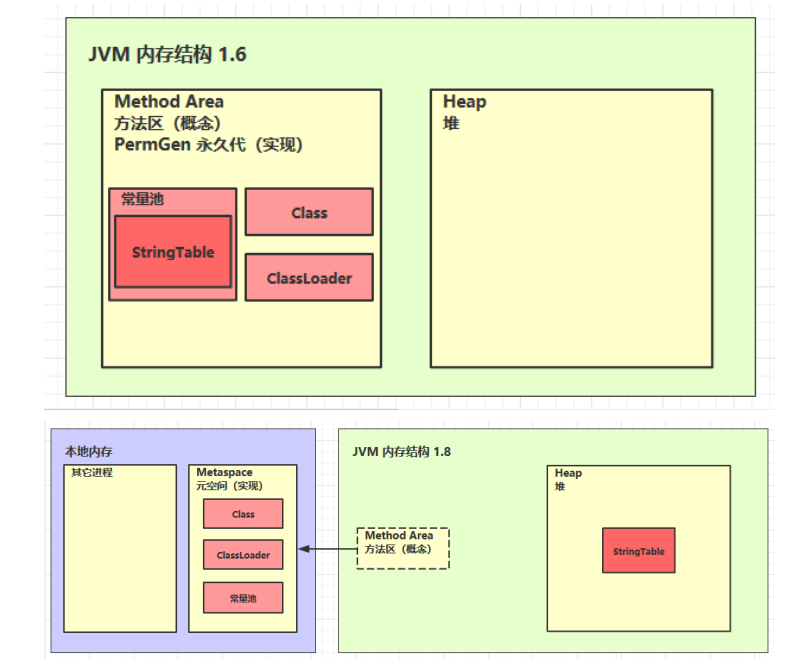 JVM 内存结构 1.6
Method Area
方法区（概念）
PermGen 永久代（实现）
常量池
StringTable
Class
ClassLoader
Heap
堆
本地内存
其它进程
Metaspace
元空间（实现）
Class
ClassLoader
常量池
JVM 内存结构 1.8
Method Area
方法区（概念）
Heap
堆
StringTable